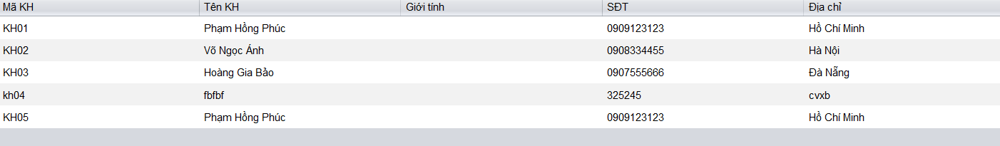 Mã KH Tên KH Giới tính SĐT Địa chỉ
KH01 Phạm Hồng Phúc 0909123123 Hồ Chí Minh
KH02 Võ Ngọc Ánh 0908334455 Hà Nội
KH03 Hoàng Gia Bảo 0907555666 Đà Nẵng
kh04 fbfbf 325245 cvxb
KH05 Phạm Hồng Phúc 0909123123 Hồ Chí Minh